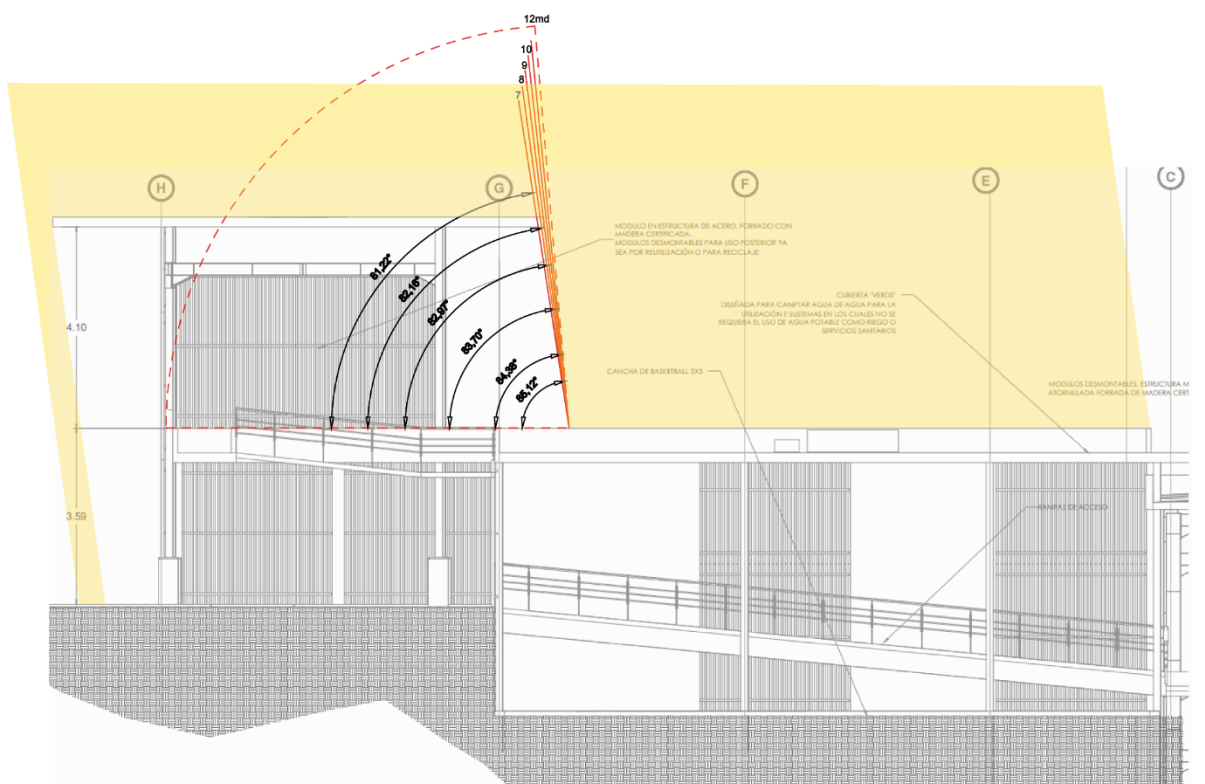 12md
10
9
8
7
H
G
F
E
C
MODULO EN ESTRUCTURA DE ACERO, FORRADO CON
MADERA CERTIFICADA.
MODULOS DESMONTABLES PARA USO POSTERIOR YA
SEA POR REUTILIZACIÓN O PARA RECICLAJE
81,22°
82,16°
82,97°
83,70°
84,38°
85,12°
4.10
CUBIERTA "VERDE"
DISEÑADA PARA CAMPTAR AGUA DE AGUA PARA LA
UTILIZACIÓN E SUSTEMAS EN LOS CUALES NO SE
REQUIERA EL USO DE AGUA POTABLE COMO RIEGO O
SERVICIOS SANITARIOS
CANCHA DE BASKETBALL 3X3
MODULOS DESMONTABLES, ESTRUCTURA M
ATORNILLADA FORRADA DE MADERA CERT
3.59
RAMPAS DE ACCESO